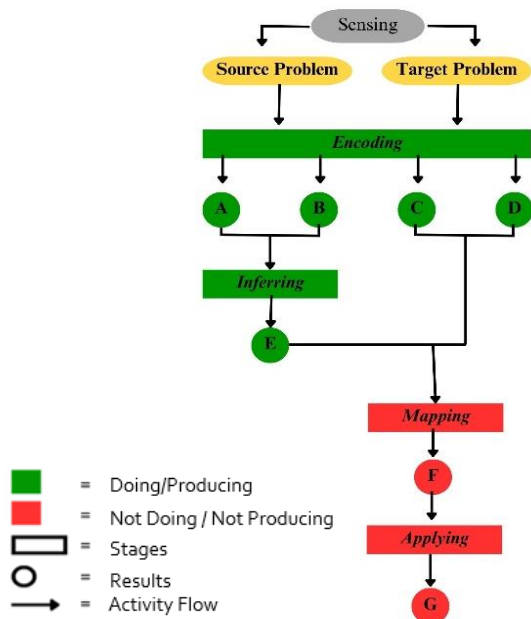 Sensing
Source Problem Target Problem
Encoding
A B C D
Inferring
E
Mapping
F
Applying
G
= Doing/Producing
= Not Doing / Not Producing
= Stages
= Results
= Activity Flow